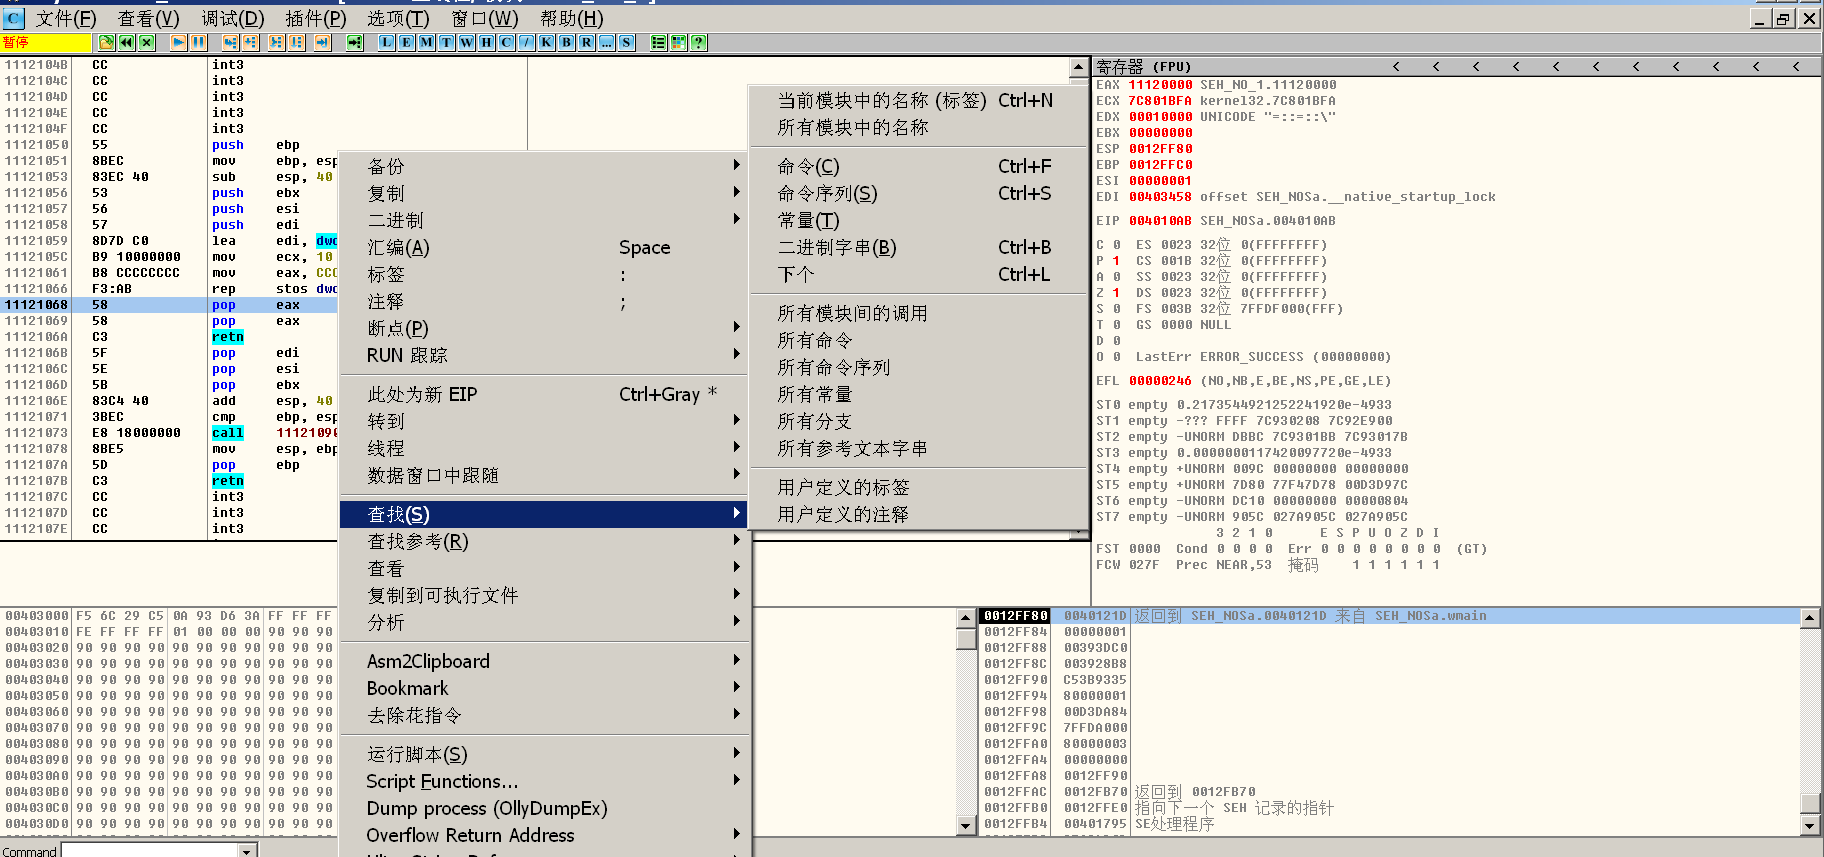 文件(F) 查看(V) 调试(D) 插件(P) 选项(T) 窗口(W) 帮助(H)
暂停 L E M T W H C / K B R ... S ?
1112104B CC int3
1112104C CC int3
1112104D CC int3
1112104E CC int3
1112104F CC int3
11121050 55 push ebp
11121051 8BEC mov ebp, esp
11121053 83EC 40 sub esp, 40
11121056 53 push ebx
11121057 56 push esi
11121058 57 push edi
11121059 8D7D C0 lea edi, dwo
1112105C B9 10000000 mov ecx, 10
11121061 B8 CCCCCCCC mov eax, CCC
11121066 F3:AB rep stos dwo
11121068 58 pop eax
11121069 58 pop eax
1112106A C3 retn
1112106B 5F pop edi
1112106C 5E pop esi
1112106D 5B pop ebx
1112106E 83C4 40 add esp, 40
11121071 3BEC cmp ebp, esp
11121073 E8 18000000 call 11121090
11121078 8BE5 mov esp, ebp
1112107A 5D pop ebp
1112107B C3 retn
1112107C CC int3
1112107D CC int3
1112107E CC int3
备份
复制
二进制
汇编(A) Space
标签 :
注释 ;
断点(P)
RUN 跟踪
此处为新 EIP Ctrl+Gray *
转到
线程
数据窗口中跟随
查找(S)
查找参考(R)
查看
复制到可执行文件
分析
Asm2Clipboard
Bookmark
去除花指令
运行脚本(S)
Script Functions...
Dump process (OllyDumpEx)
Overflow Return Address
当前模块中的名称 (标签) Ctrl+N
所有模块中的名称
命令(C) Ctrl+F
命令序列(S) Ctrl+S
常量(T)
二进制字串(B) Ctrl+B
下个 Ctrl+L
所有模块间的调用
所有命令
所有命令序列
所有常量
所有分支
所有参考文本字串
用户定义的标签
用户定义的注释
寄存器 (FPU) < < < < < < < < < < <
EAX 11120000 SEH_NO_1.11120000
ECX 7C801BFA kernel32.7C801BFA
EDX 00010000 UNICODE "=::=::\"
EBX 00000000
ESP 0012FF80
EBP 0012FFC0
ESI 00000001
EDI 00403458 offset SEH_NOSa.__native_startup_lock
EIP 004010AB SEH_NOSa.004010AB
C 0 ES 0023 32位 0(FFFFFFFF)
P 1 CS 001B 32位 0(FFFFFFFF)
A 0 SS 0023 32位 0(FFFFFFFF)
Z 1 DS 0023 32位 0(FFFFFFFF)
S 0 FS 003B 32位 7FFDF000(FFF)
T 0 GS 0000 NULL
D 0
O 0 LastErr ERROR_SUCCESS (00000000)
EFL 00000246 (NO,NB,E,BE,NS,PE,GE,LE)
ST0 empty 0.2173544921252241920e-4933
ST1 empty -??? FFFF 7C930208 7C92E900
ST2 empty -UNORM DBBC 7C9301BB 7C93017B
ST3 empty 0.0000000117420097720e-4933
ST4 empty +UNORM 009C 00000000 00000000
ST5 empty +UNORM 7D80 77F47D78 00D3D97C
ST6 empty -UNORM DC10 00000000 00000804
ST7 empty -UNORM 905C 027A905C 027A905C
3 2 1 0 E S P U O Z D I
FST 0000 Cond 0 0 0 0 Err 0 0 0 0 0 0 0 0 (GT)
FCW 027F Prec NEAR,53 掩码 1 1 1 1 1 1
00403000 F5 6C 29 C5 0A 93 D6 3A FF FF FF
00403010 FE FF FF FF 01 00 00 00 90 90 90
00403020 90 90 90 90 90 90 90 90 90 90 90
00403030 90 90 90 90 90 90 90 90 90 90 90
00403040 90 90 90 90 90 90 90 90 90 90 90
00403050 90 90 90 90 90 90 90 90 90 90 90
00403060 90 90 90 90 90 90 90 90 90 90 90
00403070 90 90 90 90 90 90 90 90 90 90 90
00403080 90 90 90 90 90 90 90 90 90 90 90
00403090 90 90 90 90 90 90 90 90 90 90 90
004030A0 90 90 90 90 90 90 90 90 90 90 90
004030B0 90 90 90 90 90 90 90 90 90 90 90
004030C0 90 90 90 90 90 90 90 90 90 90 90
004030D0 90 90 90 90 90 90 90 90 90 90 90
0012FF80 0040121D 返回到 SEH_NOSa.0040121D 来自 SEH_NOSa.wmain
0012FF84 00000001
0012FF88 00393DC0
0012FF8C 003928B8
0012FF90 C53B9335
0012FF94 80000001
0012FF98 00D3DA84
0012FF9C 7FFDA000
0012FFA0 80000003
0012FFA4 00000000
0012FFA8 0012FF90
0012FFAC 0012FB70 返回到 0012FB70
0012FFB0 0012FFE0 指向下一个 SEH 记录的指针
0012FFB4 00401795 SE处理程序
Command